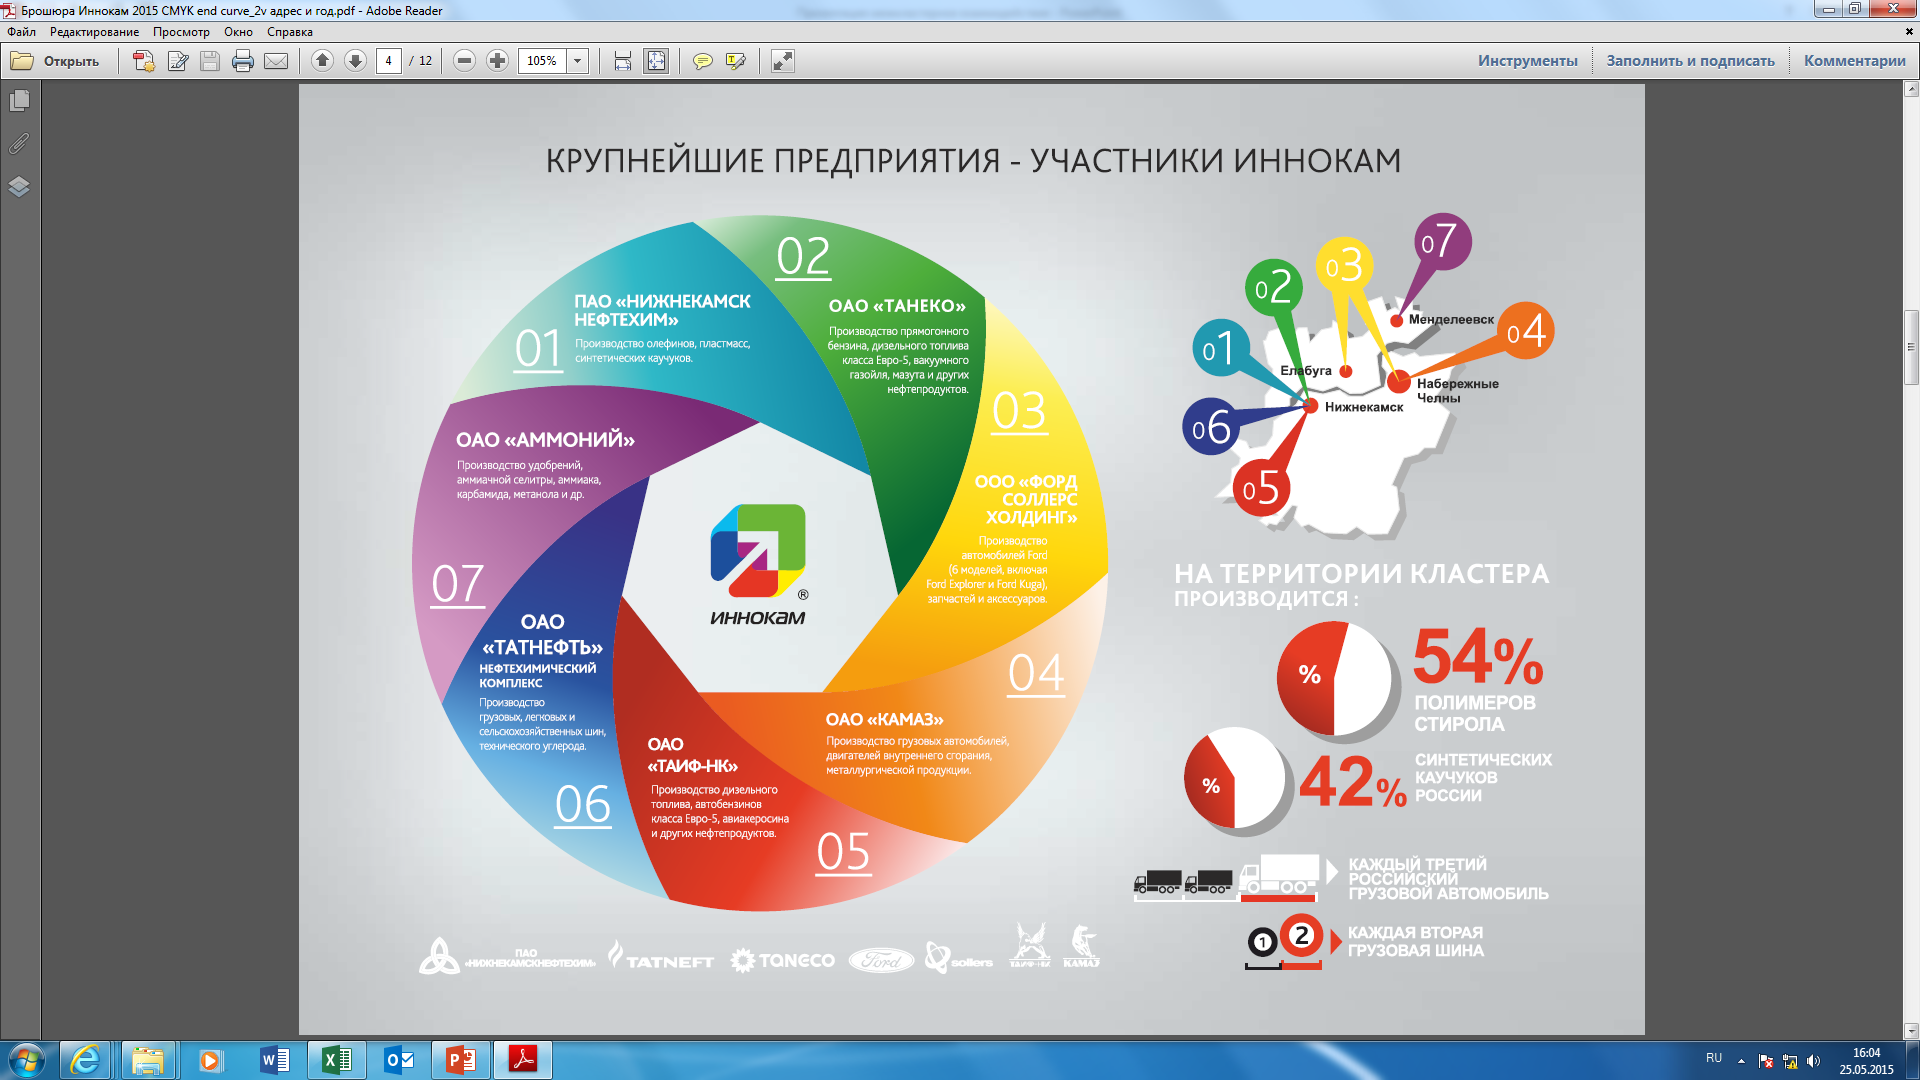 Брошюра Иннокам 2015 CMYK end curve_2v адрес и год.pdf - Adobe Reader
Файл Редактирование Просмотр Окно Справка
Открыть 4 / 12 105% Инструменты Заполнить и подписать Комментарии
КРУПНЕЙШИЕ ПРЕДПРИЯТИЯ - УЧАСТНИКИ ИННОКАМ
01
ПАО «НИЖНЕКАМСК
НЕФТЕХИМ»
Производство олефинов, пластмасс,
синтетических каучуков.
02
ОАО «ТАНЕКО»
Производство прямогонного
бензина, дизельного топлива
класса Евро-5, вакуумного
газойля, мазута и других
нефтепродуктов.
03
ООО «ФОРД
СОЛЛЕРС
ХОЛДИНГ»
Производство
автомобилей Ford
(6 моделей, включая
Ford Explorer и Ford Kuga),
запчастей и аксессуаров.
04
ОАО «КАМАЗ»
Производство грузовых автомобилей,
двигателей внутреннего сгорания,
металлургической продукции.
05
ОАО
«ТАИФ-НК»
Производство дизельного
топлива, автобензинов
класса Евро-5, авиакеросина
и других нефтепродуктов.
06
ОАО
«ТАТНЕФТЬ»
НЕФТЕХИМИЧЕСКИЙ
КОМПЛЕКС
Производство
грузовых, легковых и
сельскохозяйственных шин,
технического углерода.
07
ОАО «АММОНИЙ»
Производство удобрений,
аммиачной селитры, аммиака,
карбамида, метанола и др.
®
ИННОКАМ
ПАО
«НИЖНЕКАМСКНЕФТЕХИМ»
TATNEFT
TANECO
Ford
sollers
ТАИФ-НК
КАМАЗ
07
03
02
04
01
06
05
Менделеевск
Елабуга
Набережные
Челны
Нижнекамск
НА ТЕРРИТОРИИ КЛАСТЕРА
ПРОИЗВОДИТСЯ :
%
54%
ПОЛИМЕРОВ
СТИРОЛА
%
42%
СИНТЕТИЧЕСКИХ
КАУЧУКОВ
РОССИИ
КАЖДЫЙ ТРЕТИЙ
РОССИЙСКИЙ
ГРУЗОВОЙ АВТОМОБИЛЬ
1 2
КАЖДАЯ ВТОРАЯ
ГРУЗОВАЯ ШИНА
RU
16:04
25.05.2015